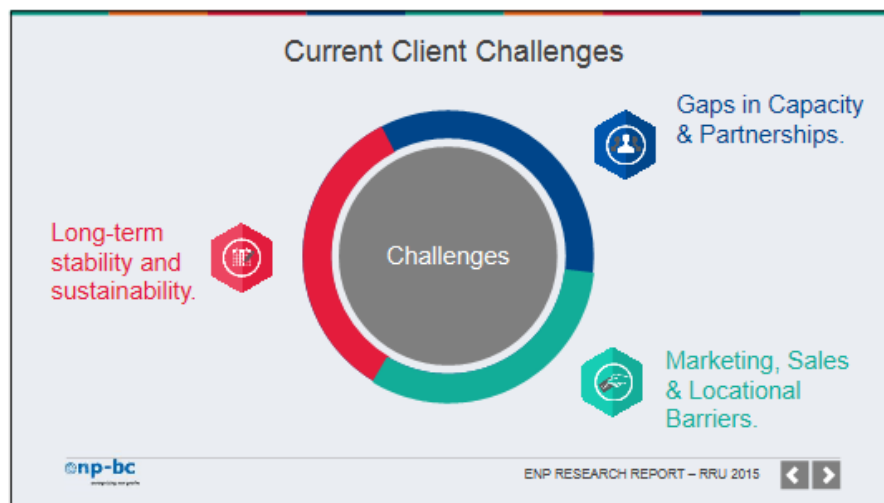 Current Client Challenges
Gaps in Capacity
& Partnerships.
Long-term
stability and
sustainability.
Challenges
Marketing, Sales
& Locational
Barriers.
enp-bc
ENP RESEARCH REPORT – RRU 2015